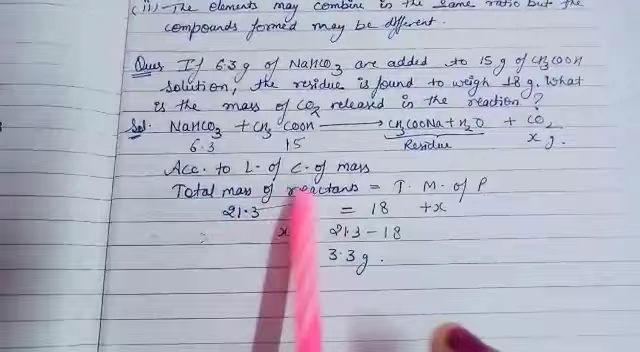 (ii) - The elements may combine in the same ratio but the
compounds formed may be different.
Ques If 6.3g of NaHCO3 are added to 15 g of CH3COOH
solution, the residue is found to weigh 18 g. What
is the mass of CO2 released in the reaction?
Sol. NaHCO3 + CH3COOH → CH3COONa + H2O + CO2
6.3 15 Residue x g.
Acc. to L. of C. of mass
Total mass of reactants = T. M. of P
21.3 = 18 + x
x 21.3 - 18
3.3 g.